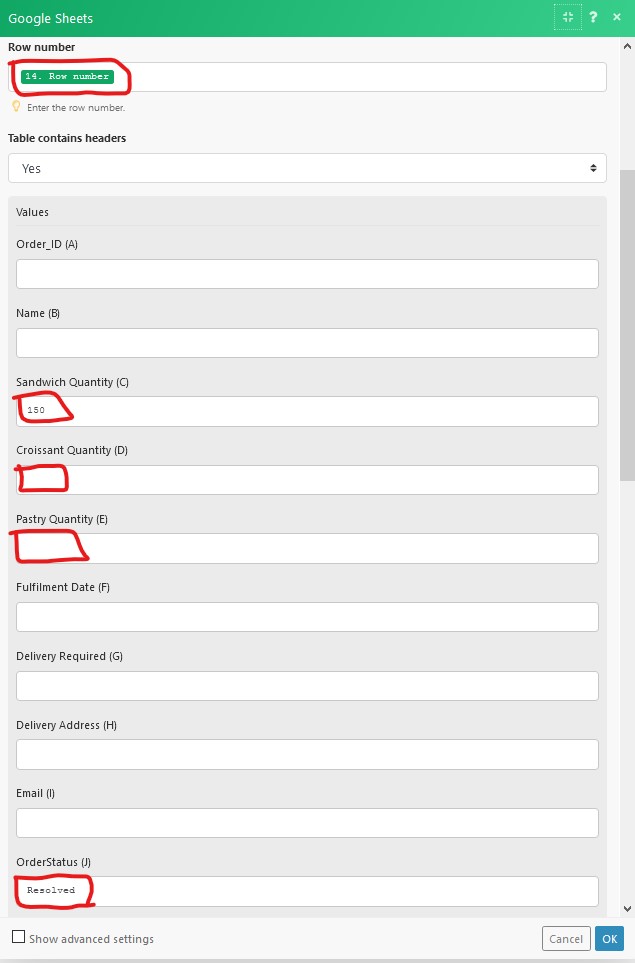 Google Sheets
?
×
Row number
14. Row number
Enter the row number.
Table contains headers
Yes
Values
Order_ID (A)
Name (B)
Sandwich Quantity (C)
150
Croissant Quantity (D)
Pastry Quantity (E)
Fulfilment Date (F)
Delivery Required (G)
Delivery Address (H)
Email (I)
OrderStatus (J)
Resolved
Show advanced settings
Cancel
OK